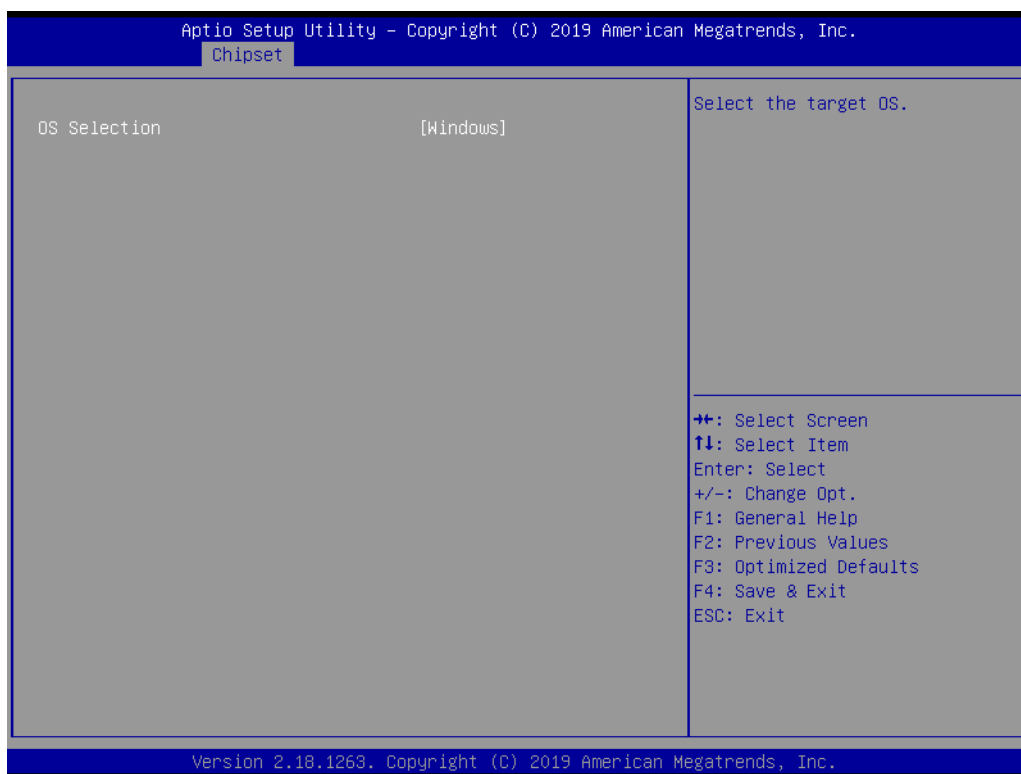 Aptio Setup Utility – Copyright (C) 2019 American Megatrends, Inc.
Chipset
OS Selection [Windows]
Select the target OS.
→←: Select Screen
↑↓: Select Item
Enter: Select
+/-: Change Opt.
F1: General Help
F2: Previous Values
F3: Optimized Defaults
F4: Save & Exit
ESC: Exit
Version 2.18.1263. Copyright (C) 2019 American Megatrends, Inc.